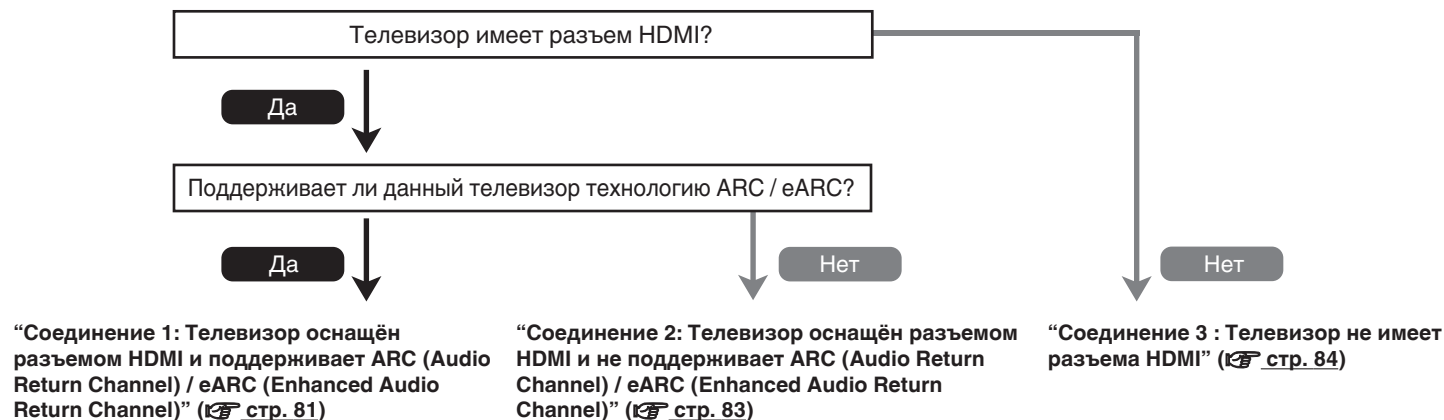 Телевизор имеет разъем HDMI?
Да
Поддерживает ли данный телевизор технологию ARC / eARC?
Да
Нет
Нет
“Соединение 1: Телевизор оснащён
разъемом HDMI и поддерживает ARC (Audio
Return Channel) / eARC (Enhanced Audio
Return Channel)” (стр. 81)
“Соединение 2: Телевизор оснащён разъемом
HDMI и не поддерживает ARC (Audio Return
Channel) / eARC (Enhanced Audio Return
Channel)” (стр. 83)
“Соединение 3 : Телевизор не имеет
разъема HDMI” (стр. 84)